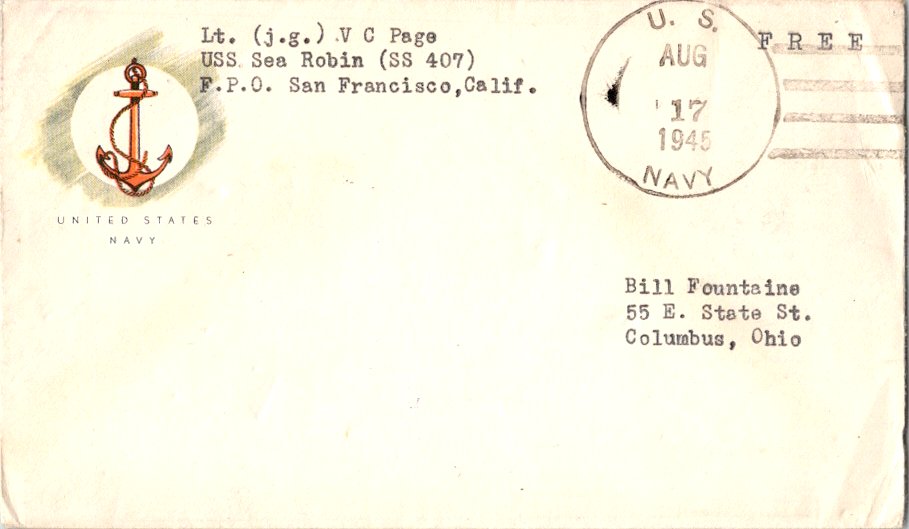 Lt. (j.g.) V C Page
USS Sea Robin (SS 407)
F.P.O. San Francisco,Calif.
U. S.
AUG
17
1945
NAVY
FREE
UNITED STATES
NAVY
Bill Fountaine
55 E. State St.
Columbus, Ohio